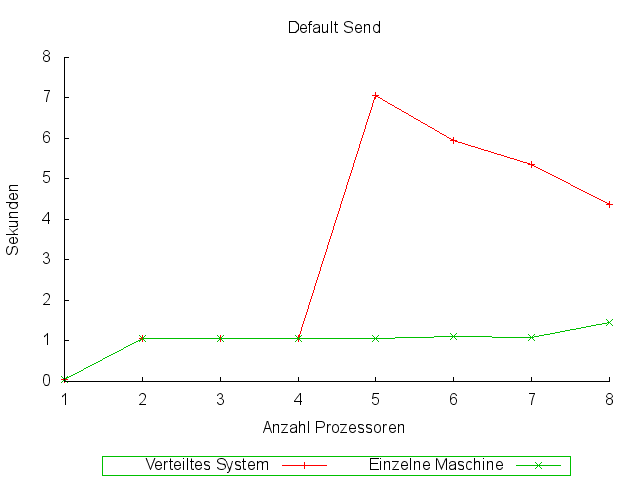 Default Send
8
7
6
5
4
3
2
1
0
Sekunden
1 2 3 4 5 6 7 8
Anzahl Prozessoren
Verteiltes System Einzelne Maschine